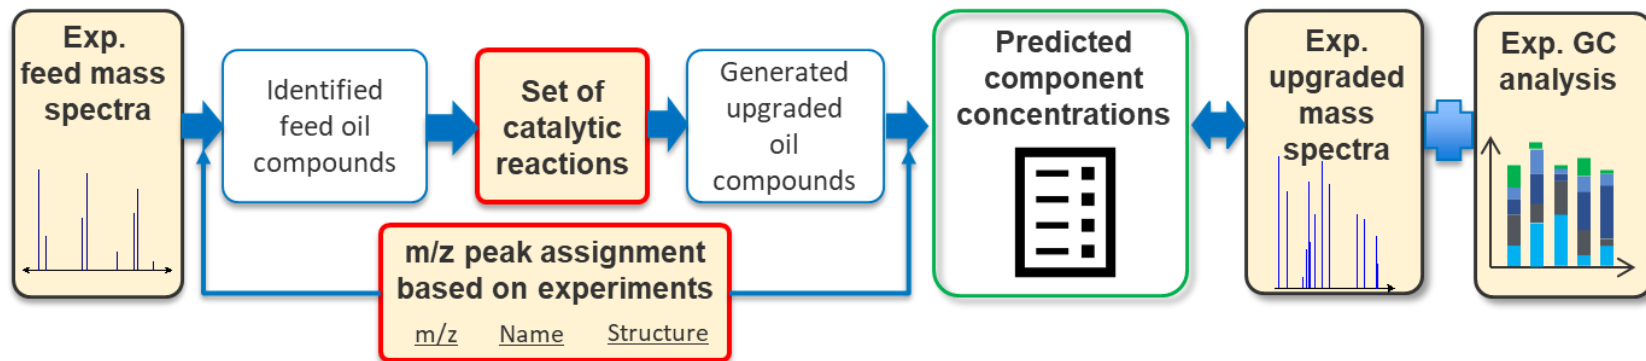 Exp.
feed mass
spectra
Identified
feed oil
compounds
Set of
catalytic
reactions
Generated
upgraded
oil
compounds
Predicted
component
concentrations
Exp.
upgraded
mass
spectra
Exp. GC
analysis
m/z peak assignment
based on experiments
m/z Name Structure